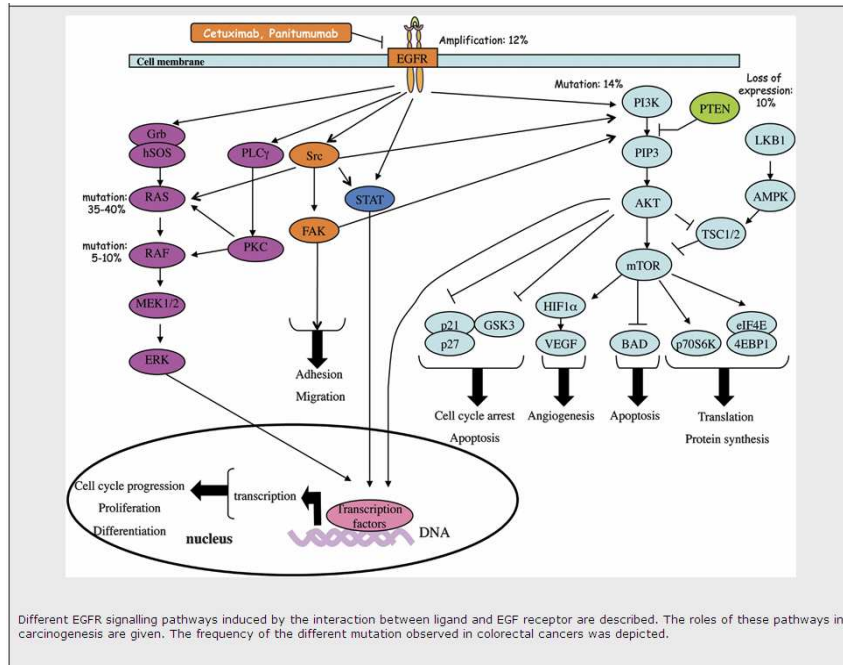 Cetuximab, Panitumumab
Amplification: 12%
EGFR
Cell membrane
Mutation: 14%
Loss of
expression:
10%
PI3K
PTEN
Grb
hSOS
PLCγ
Src
PIP3
LKB1
mutation:
35-40%
RAS
STAT
AKT
AMPK
FAK
TSC1/2
mutation:
5-10%
RAF
PKC
mTOR
MEK1/2
HIF1α
p21
GSK3
eIF4E
p27
VEGF
BAD
p70S6K
4EBP1
ERK
Adhesion
Migration
Cell cycle arrest
Apoptosis
Angiogenesis
Apoptosis
Translation
Protein synthesis
Cell cycle progression
Proliferation
Differentiation
transcription
nucleus
Transcription
factors
DNA
Different EGFR signalling pathways induced by the interaction between ligand and EGF receptor are described. The roles of these pathways in
carcinogenesis are given. The frequency of the different mutation observed in colorectal cancers was depicted.